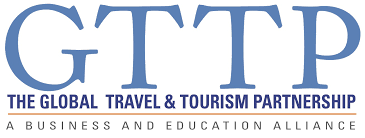 GTTP
THE GLOBAL TRAVEL & TOURISM PARTNERSHIP
A BUSINESS AND EDUCATION ALLIANCE